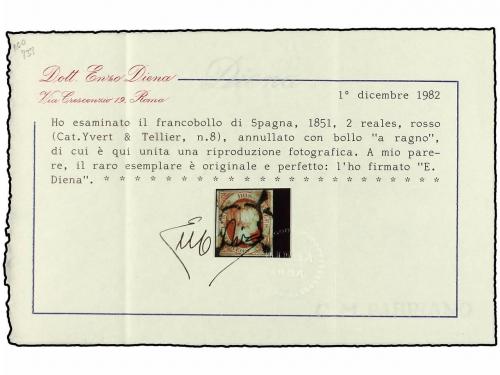 Dott. Enzo Diena
Via Crescenzio 19, Roma
1° dicembre 1982
Ho esaminato il francobollo di Spagna, 1851, 2 reales, rosso
(Cat.Yvert & Tellier, n.8), annullato con bollo "a ragno",
di cui è qui unita una riproduzione fotografica. A mio pare-
re, il raro esemplare è originale e perfetto: l'ho firmato "E.
Diena". * * * * * * * * * * * * * * * * * * * * * * *